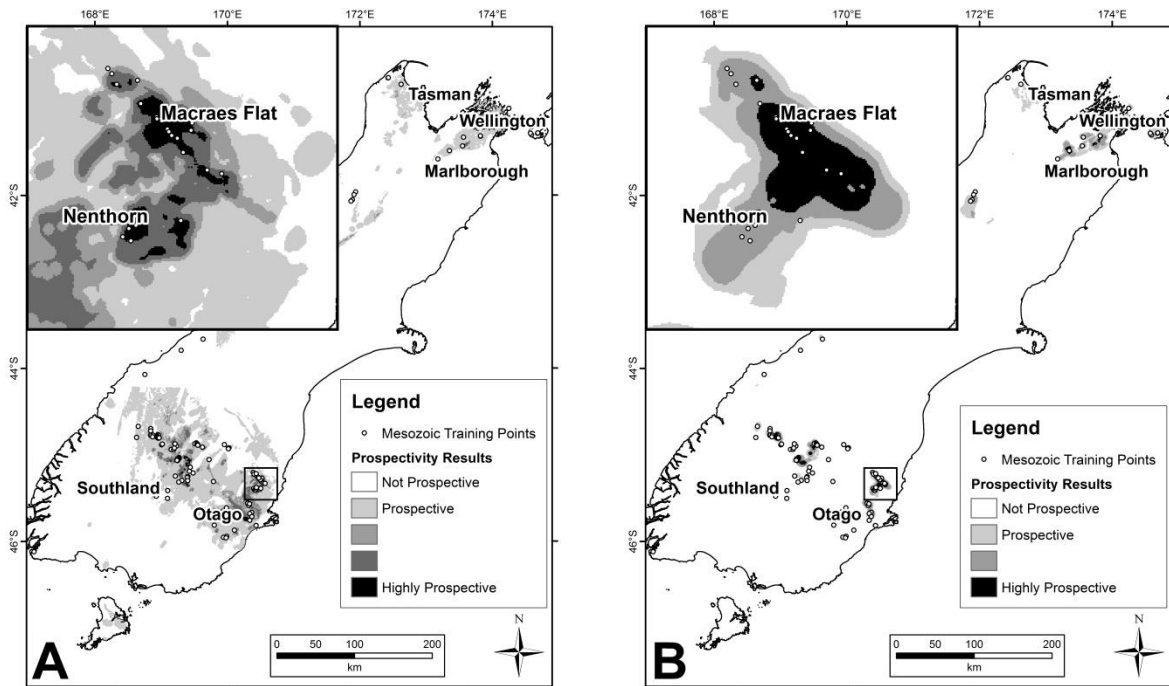 168°E 170°E 172°E 174°E
Macraes Flat
Nenthorn
Tasman
Wellington
Marlborough
42°S
44°S
46°S
Southland
Otago
Legend
Mesozoic Training Points
Prospectivity Results
Not Prospective
Prospective
Highly Prospective
N
0 50 100 200
km
A
168°E 170°E 172°E 174°E
Macraes Flat
Nenthorn
Tasman
Wellington
Marlborough
42°S
44°S
46°S
Southland
Otago
Legend
Mesozoic Training Points
Prospectivity Results
Not Prospective
Prospective
Highly Prospective
N
0 50 100 200
km
B